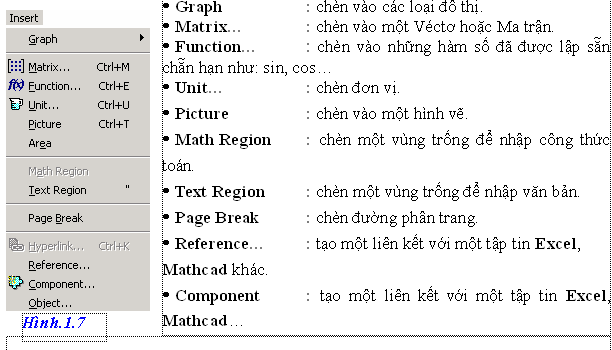 Insert
Graph
Matrix... Ctrl+M
f(x) Function... Ctrl+E
Unit... Ctrl+U
Picture Ctrl+T
Area
Math Region
Text Region "
Page Break
Hyperlink... Ctrl+K
Reference...
Component...
Object...
Hình.1.7
• Graph : chèn vào các loại đồ thị.
• Matrix… : chèn vào một Véctơ hoặc Ma trận.
• Function… : chèn vào những hàm số đã được lập sẵn
chẵn hạn như: sin, cos…
• Unit… : chèn đơn vị.
• Picture : chèn vào một hình vẽ.
• Math Region : chèn một vùng trống để nhập công thức
toán.
• Text Region : chèn một vùng trống để nhập văn bản.
• Page Break : chèn đường phân trang.
• Reference… : tạo một liên kết với một tập tin Excel,
Mathcad khác.
• Component : tạo một liên kết với một tập tin Excel,
Mathcad…